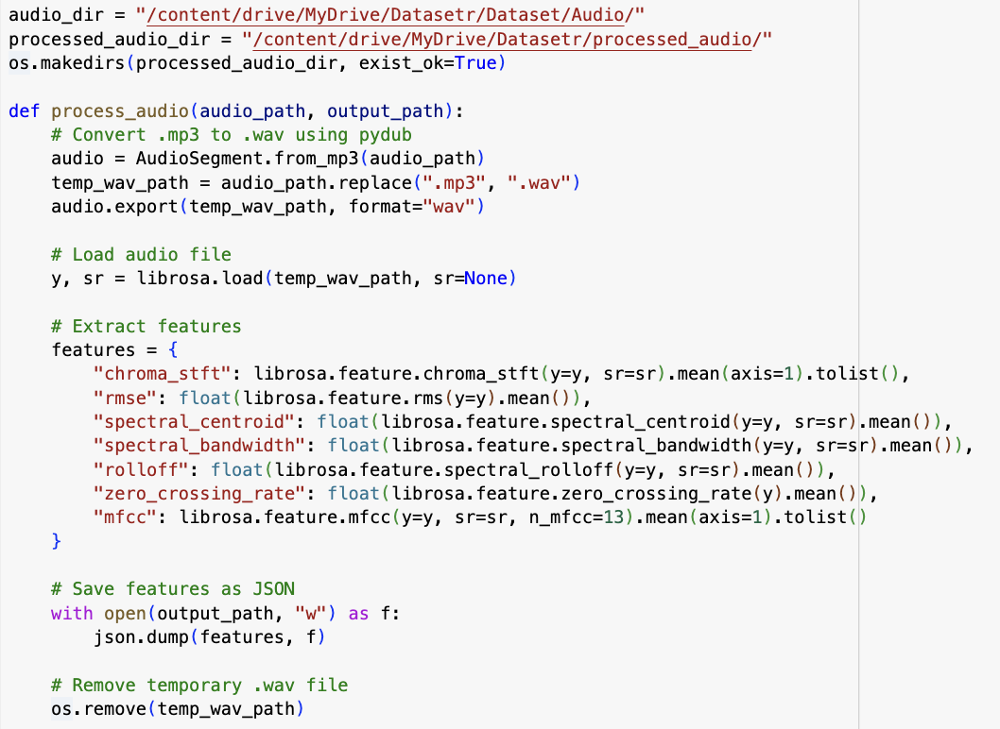 audio_dir = "/content/drive/MyDrive/Datasetr/Dataset/Audio/"
processed_audio_dir = "/content/drive/MyDrive/Datasetr/processed_audio/"
os.makedirs(processed_audio_dir, exist_ok=True)

def process_audio(audio_path, output_path):
    # Convert .mp3 to .wav using pydub
    audio = AudioSegment.from_mp3(audio_path)
    temp_wav_path = audio_path.replace(".mp3", ".wav")
    audio.export(temp_wav_path, format="wav")

    # Load audio file
    y, sr = librosa.load(temp_wav_path, sr=None)

    # Extract features
    features = {
        "chroma_stft": librosa.feature.chroma_stft(y=y, sr=sr).mean(axis=1).tolist(),
        "rmse": float(librosa.feature.rms(y=y).mean()),
        "spectral_centroid": float(librosa.feature.spectral_centroid(y=y, sr=sr).mean()),
        "spectral_bandwidth": float(librosa.feature.spectral_bandwidth(y=y, sr=sr).mean()),
        "rolloff": float(librosa.feature.spectral_rolloff(y=y, sr=sr).mean()),
        "zero_crossing_rate": float(librosa.feature.zero_crossing_rate(y).mean()),
        "mfcc": librosa.feature.mfcc(y=y, sr=sr, n_mfcc=13).mean(axis=1).tolist()
    }

    # Save features as JSON
    with open(output_path, "w") as f:
        json.dump(features, f)

    # Remove temporary .wav file
    os.remove(temp_wav_path)